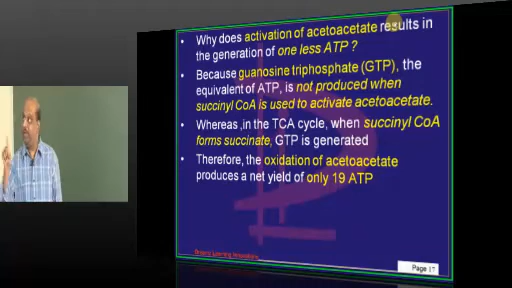 • Why does activation of acetoacetate results in
the generation of one less ATP ?
• Because guanosine triphosphate (GTP), the
equivalent of ATP, is not produced when
succinyl CoA is used to activate acetoacetate.
• Whereas ,in the TCA cycle, when succinyl CoA
forms succinate, GTP is generated
• Therefore, the oxidation of acetoacetate
produces a net yield of only 19 ATP
Page 17